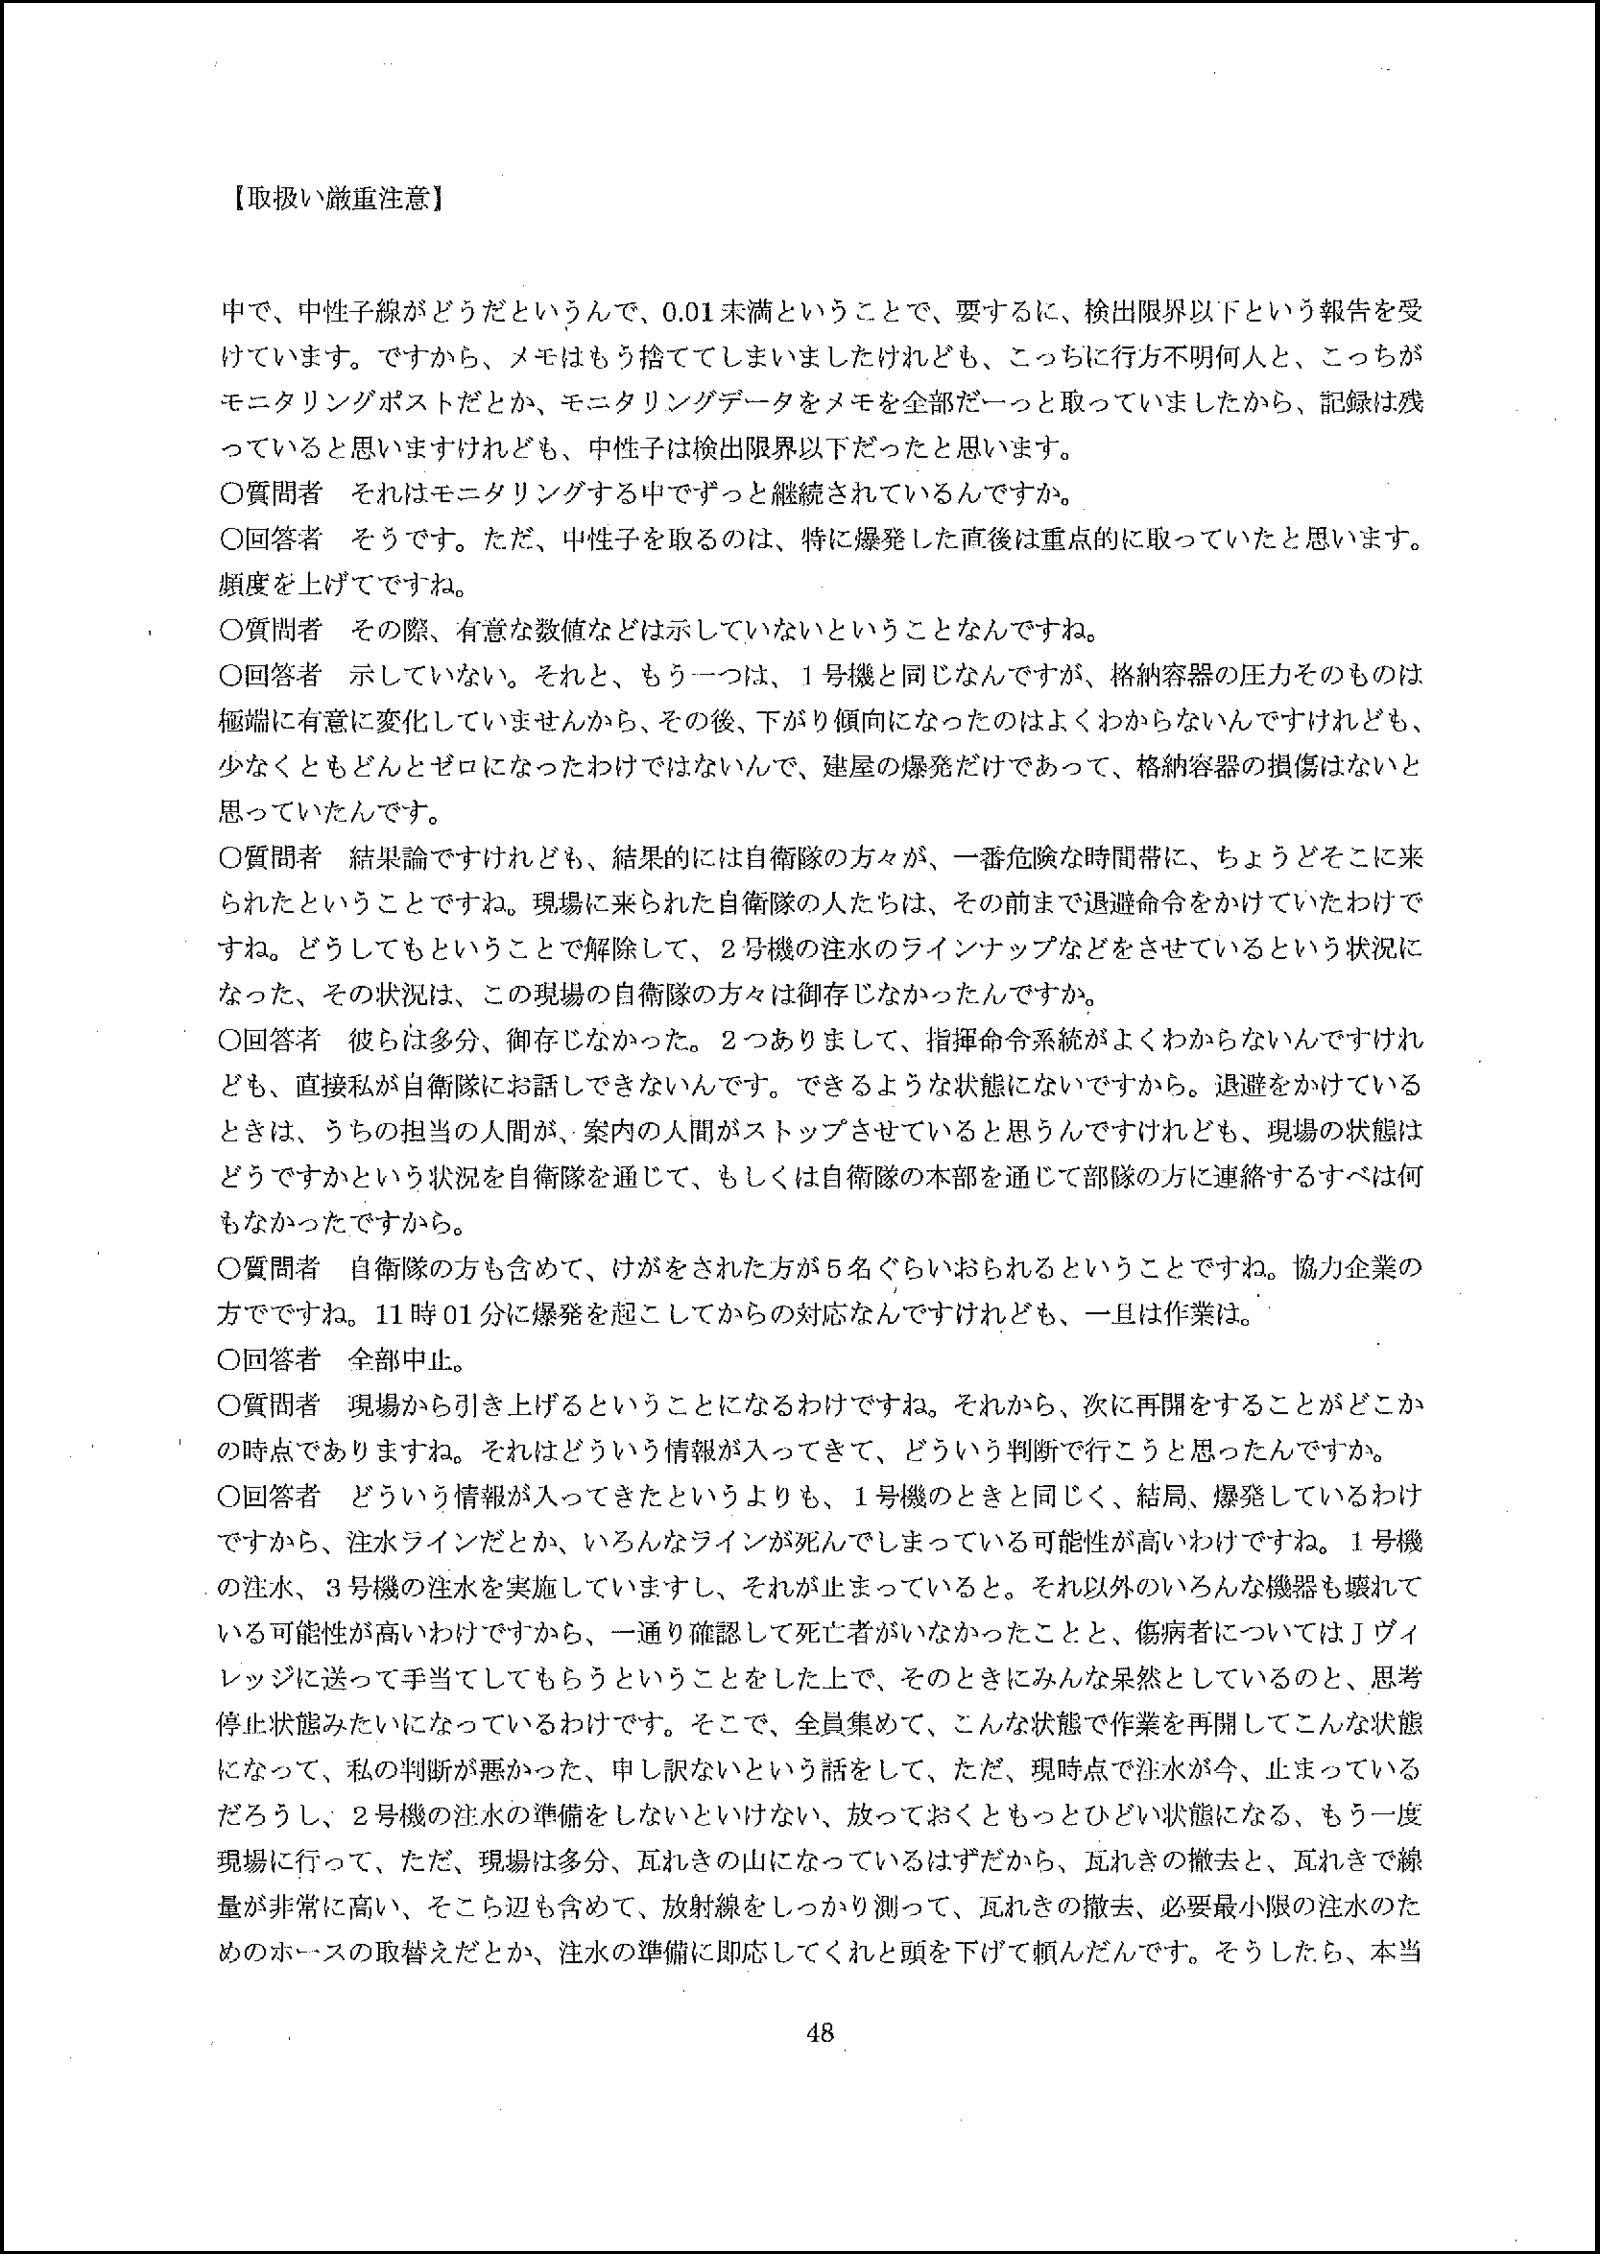 【取扱い厳重注意】
中で、中性子線がどうだというんで、0.01未満ということで、要するに、検出限界以下という報告を受
けています。ですから、メモはもう捨ててしまいましたけれども、こっちに行方不明何人と、こっちが
モニタリングポストだとか、モニタリングデータをメモを全部だーっと取っていましたから、記録は残
っていると思いますけれども、中性子は検出限界以下だったと思います。
○質問者　それはモニタリングする中でずっと継続されているんですか。
○回答者　そうです。ただ、中性子を取るのは、特に爆発した直後は重点的に取っていたと思います。
頻度を上げてですね。
○質問者　その際、有意な数値などは示していないということなんですね。
○回答者　示していない。それと、もう一つは、１号機と同じなんですが、格納容器の圧力そのものは
極端に有意に変化していませんから、その後、下がり傾向になったのはよくわからないんですけれども、
少なくともどんとゼロになったわけではないんで、建屋の爆発だけであって、格納容器の損傷はないと
思っていたんです。
○質問者　結果論ですけれども、結果的には自衛隊の方々が、一番危険な時間帯に、ちょうどそこに来
られたということですね。現場に来られた自衛隊の人たちは、その前まで退避命令をかけていたわけで
すね。どうしてもということで解除して、２号機の注水のラインナップなどをさせているという状況に
なった、その状況は、この現場の自衛隊の方々は御存じなかったんですか。
○回答者　彼らは多分、御存じなかった。２つありまして、指揮命令系統がよくわからないんですけれ
ども、直接私が自衛隊にお話しできないんです。できるような状態にないですから。退避をかけている
ときは、うちの担当の人間が、案内の人間がストップさせていると思うんですけれども、現場の状態は
どうですかという状況を自衛隊を通じて、もしくは自衛隊の本部を通じて部隊の方に連絡するすべは何
もなかったですから。
○質問者　自衛隊の方も含めて、けがをされた方が５名ぐらいおられるということですね。協力企業の
方でですね。11時01分に爆発を起こしてからの対応なんですけれども、一旦は作業は。
○回答者　全部中止。
○質問者　現場から引き上げるということになるわけですね。それから、次に再開をすることがどこか
の時点でありますね。それはどういう情報が入ってきて、どういう判断で行こうと思ったんですか。
○回答者　どういう情報が入ってきたというよりも、１号機のときと同じく、結局、爆発しているわけ
ですから、注水ラインだとか、いろんなラインが死んでしまっている可能性が高いわけですね。１号機
の注水、３号機の注水を実施していますし、それが止まっていると。それ以外のいろんな機器も壊れて
いる可能性が高いわけですから、一通り確認して死亡者がいなかったことと、傷病者についてはＪヴィ
レッジに送って手当てしてもらうということをした上で、そのときにみんな呆然としているのと、思考
停止状態みたいになっているわけです。そこで、全員集めて、こんな状態で作業を再開してこんな状態
になって、私の判断が悪かった、申し訳ないという話をして、ただ、現時点で注水が今、止まっている
だろうし、２号機の注水の準備をしないといけない、放っておくともっとひどい状態になる、もう一度
現場に行って、ただ、現場は多分、瓦れきの山になっているはずだから、瓦れきの撤去と、瓦れきで線
量が非常に高い、そこら辺も含めて、放射線をしっかり測って、瓦れきの撤去、必要最小限の注水のた
めのホースの取替えだとか、注水の準備に即応してくれと頭を下げて頼んだんです。そうしたら、本当
48